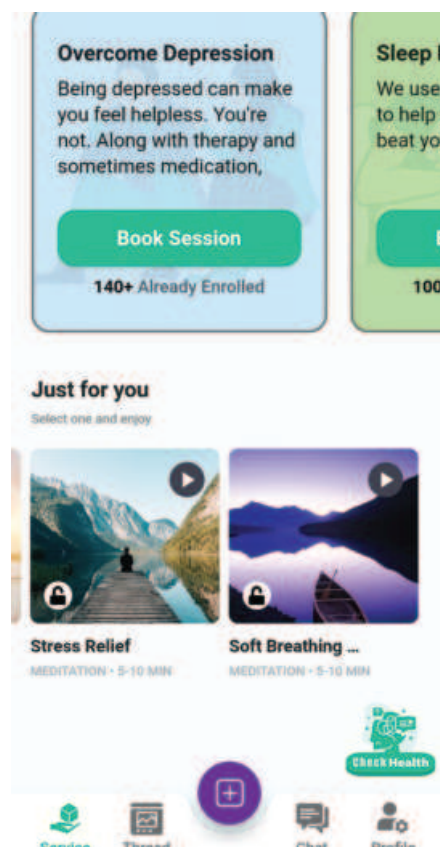 Overcome Depression
Being depressed can make
you feel helpless. You're
not. Along with therapy and
sometimes medication,
Book Session
140+ Already Enrolled
Sleep
We use
to help
beat yo
100
Just for you
Select one and enjoy
Stress Relief
MEDITATION • 5-10 MIN
Soft Breathing ...
MEDITATION • 5-10 MIN
Check Health
Service
Thread
Chat
Profile